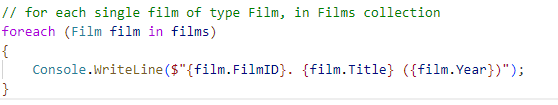 // for each single film of type Film, in Films collection
foreach (Film film in films)
{
    Console.WriteLine($"{film.FilmID}. {film.Title} ({film.Year})");
}